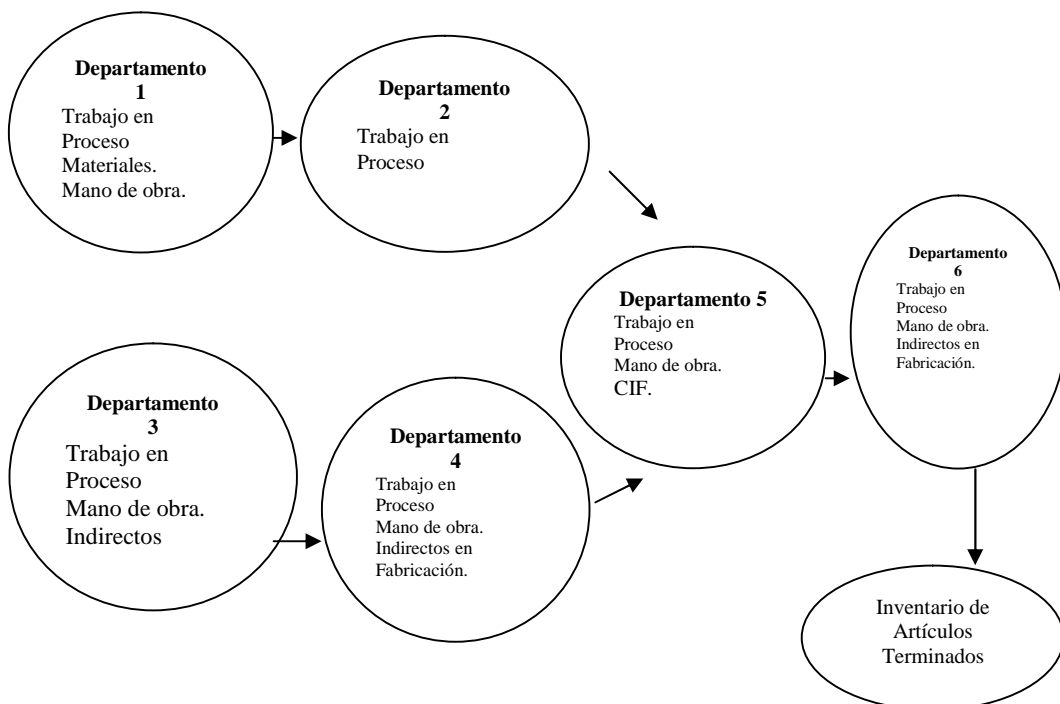 Departamento
1
Trabajo en
Proceso
Materiales.
Mano de obra.
Departamento
2
Trabajo en
Proceso
Departamento
3
Trabajo en
Proceso
Mano de obra.
Indirectos
Departamento
4
Trabajo en
Proceso
Mano de obra.
Indirectos en
Fabricación.
Departamento 5
Trabajo en
Proceso
Mano de obra.
CIF.
Departamento
6
Trabajo en
Proceso
Mano de obra.
Indirectos en
Fabricación.
Inventario de
Artículos
Terminados